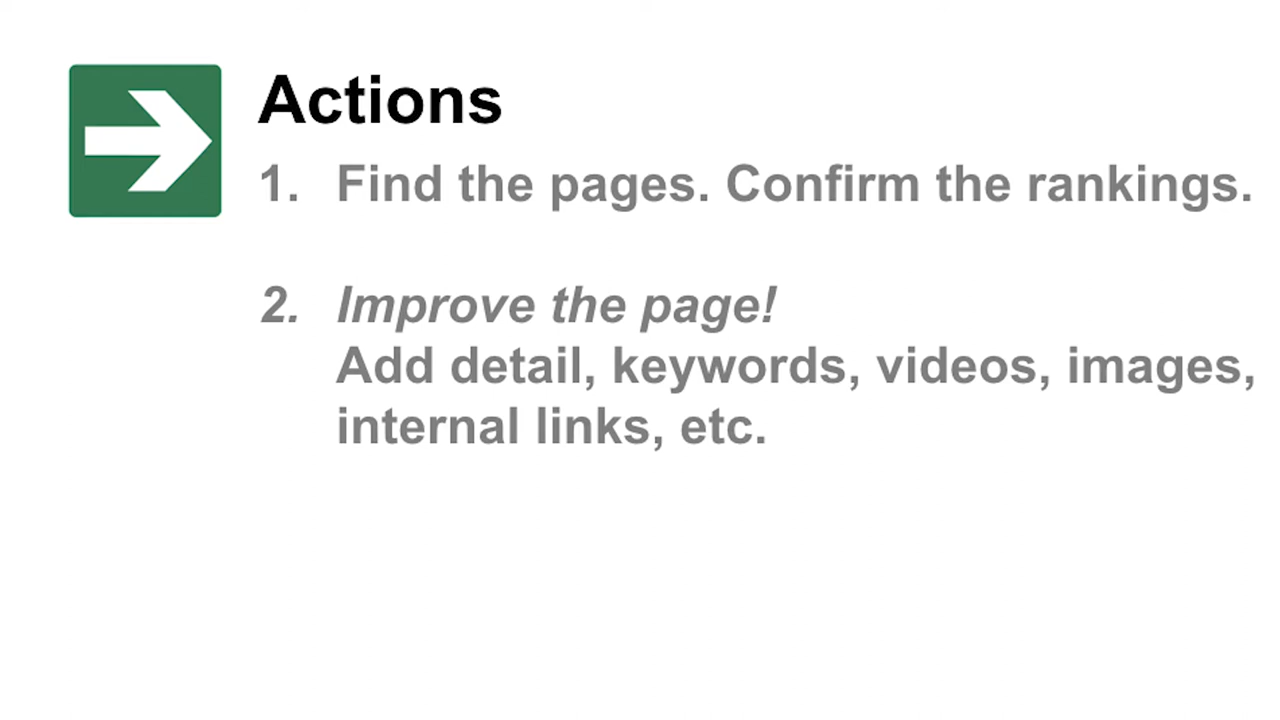 Actions
1. Find the pages. Confirm the rankings.
2. Improve the page!
Add detail, keywords, videos, images,
internal links, etc.